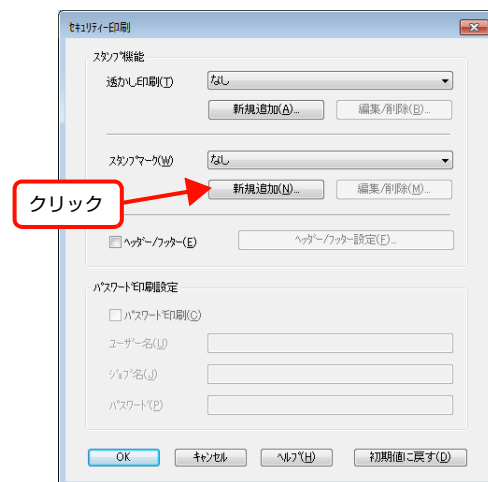 セキュリティー印刷
スタンプ機能
透かし印刷(T)
なし
新規追加(A)...
編集/削除(B)...
スタンプマーク(W)
なし
新規追加(N)...
編集/削除(M)...
クリック
ヘッダー/フッター(E)
ヘッダー/フッター設定(F)...
パスワード印刷設定
パスワード印刷(C)
ユーザー名(U)
ジョブ名(J)
パスワード(P)
OK
キャンセル
ヘルプ(H)
初期値に戻す(D)